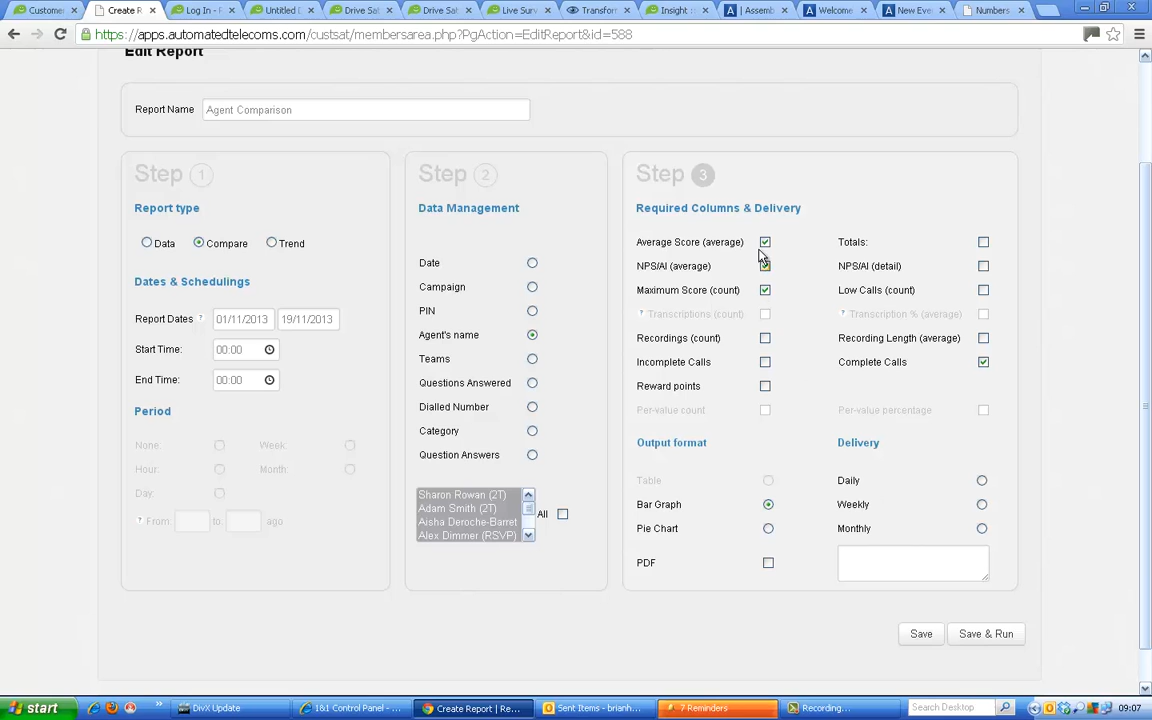 Customer
Create R
Log In - R
Untitled D
Drive Sat
Drive Sat
Live Surv
Transform
Insight ::
| Assemb
Welcome
New Eve
Numbers
https://apps.automatedtelecoms.com/custsat/membersarea.php?PgAction=EditReport&id=588
Edit Report
Report Name Agent Comparison
Step 1
Report type
Data Compare Trend
Dates & Schedulings
Report Dates ? 01/11/2013 19/11/2013
Start Time: 00:00
End Time: 00:00
Period
None: Week:
Hour: Month:
Day:
? From: to ago
Step 2
Data Management
Date
Campaign
PIN
Agent's name
Teams
Questions Answered
Dialled Number
Category
Question Answers
Sharon Rowan (2T)
Adam Smith (2T)
Aisha Deroche-Barret
Alex Dimmer (RSVP)
All
Step 3
Required Columns & Delivery
Average Score (average) Totals:
NPS/AI (average) NPS/AI (detail)
Maximum Score (count) Low Calls (count)
? Transcriptions (count) ? Transcription % (average)
Recordings (count) Recording Length (average)
Incomplete Calls Complete Calls
Reward points
Per-value count Per-value percentage
Output format Delivery
Table Daily
Bar Graph Weekly
Pie Chart Monthly
PDF
Save Save & Run
start
DivX Update
1&1 Control Panel - ...
Create Report | Re...
Sent Items - brianh...
7 Reminders
Recording...
Search Desktop
09:07